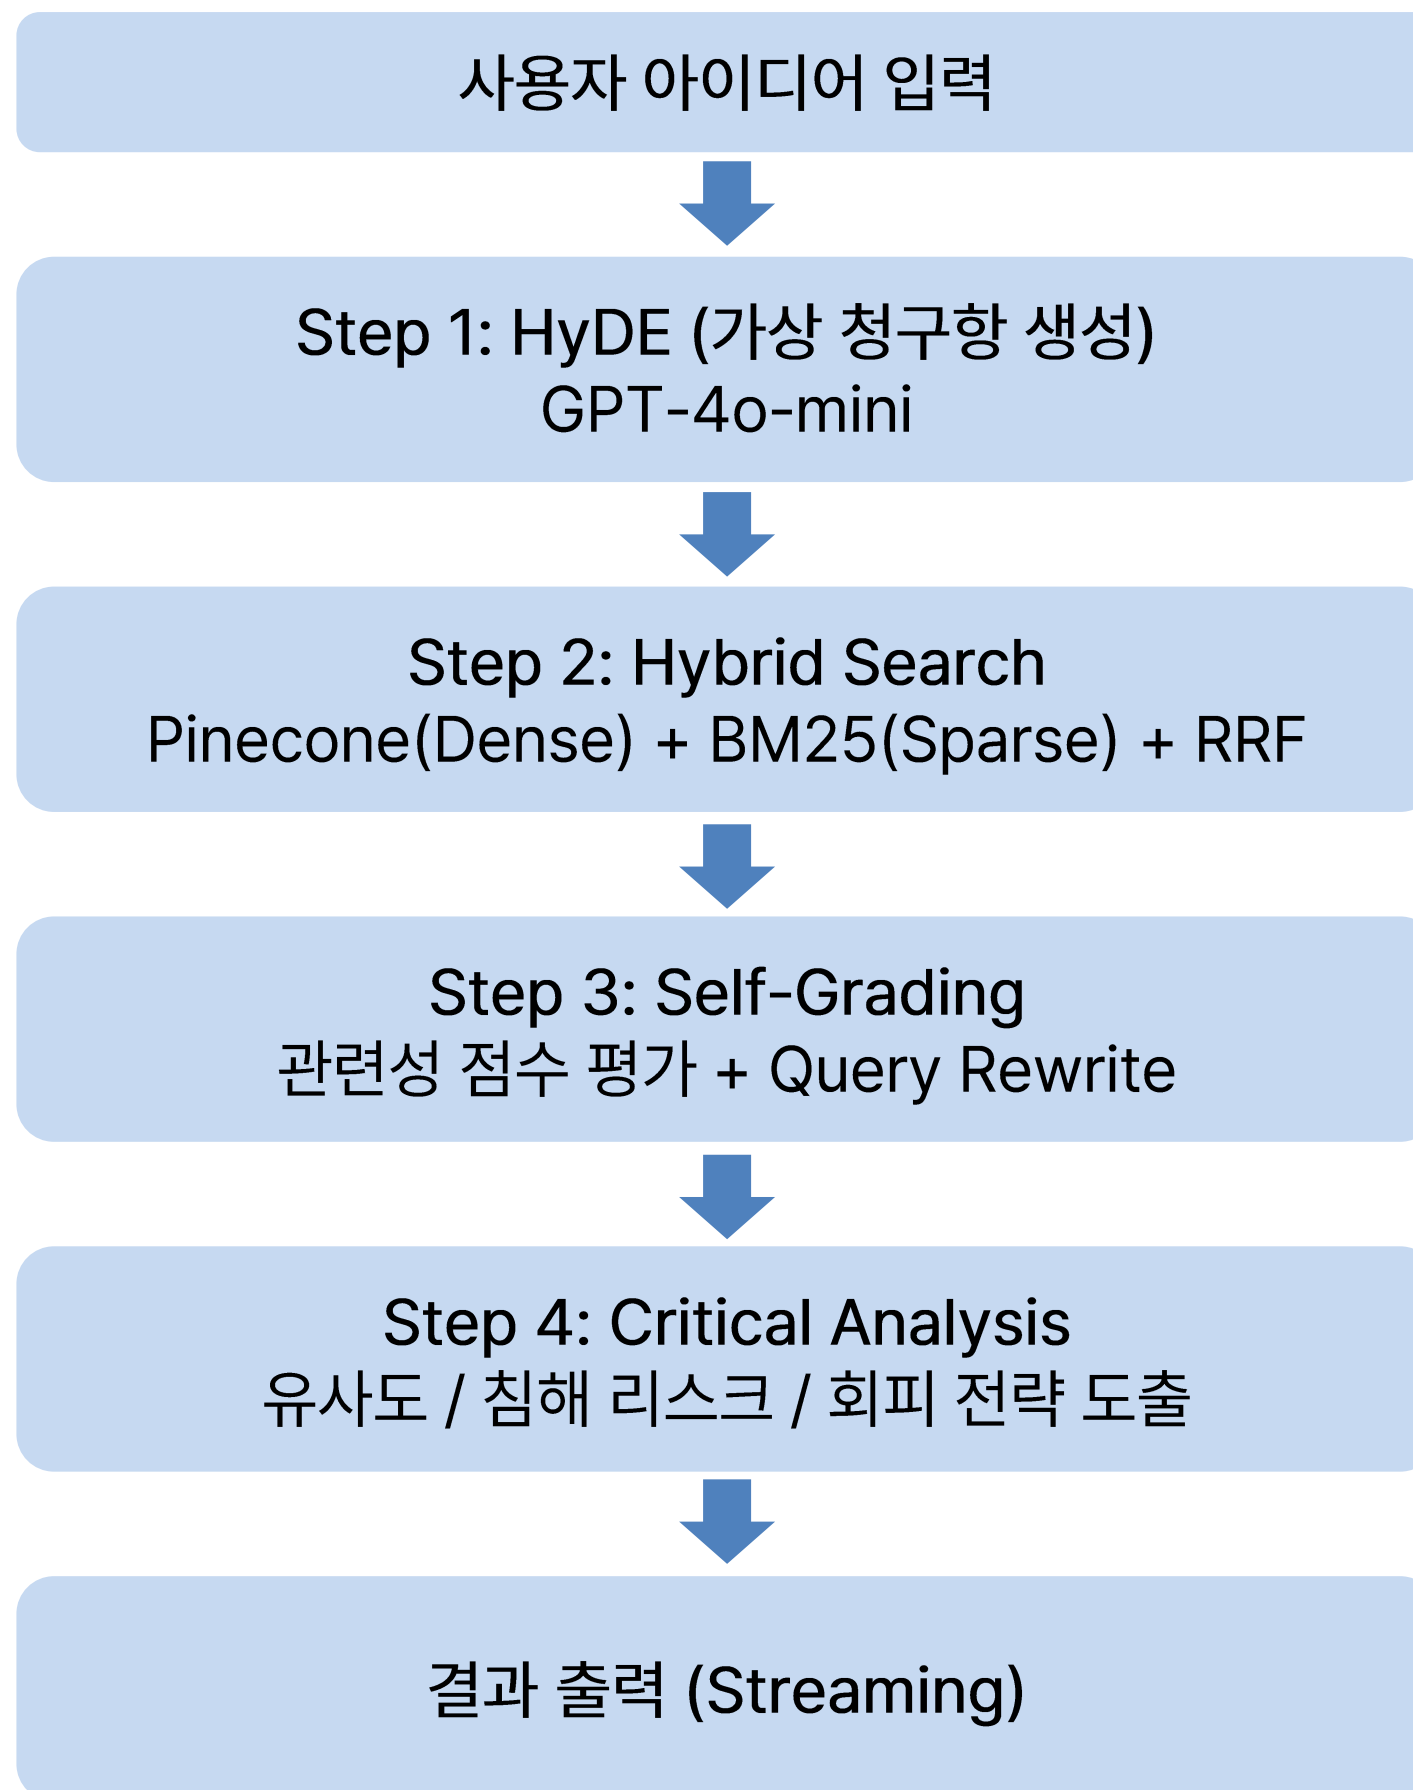 사용자 아이디어 입력
Step 1: HyDE (가상 청구항 생성)
GPT-4o-mini
Step 2: Hybrid Search
Pinecone(Dense) + BM25(Sparse) + RRF
Step 3: Self-Grading
관련성 점수 평가 + Query Rewrite
Step 4: Critical Analysis
유사도 / 침해 리스크 / 회피 전략 도출
결과 출력 (Streaming)